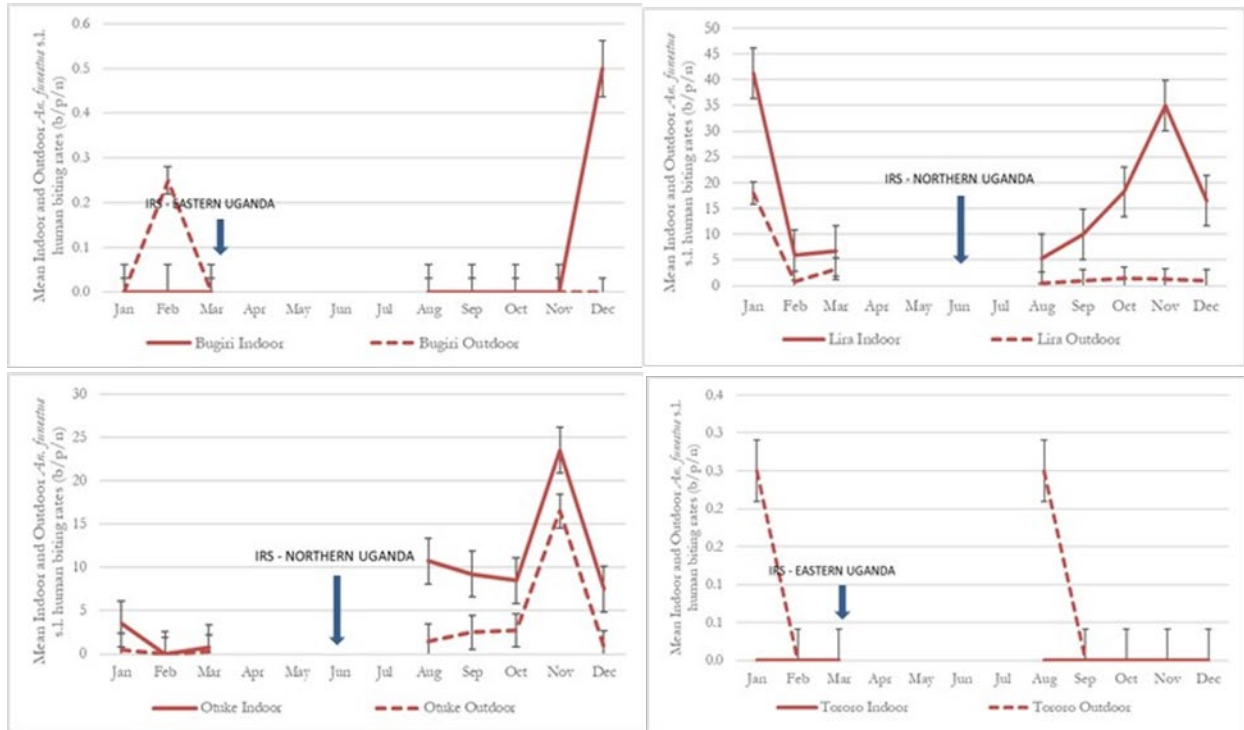 Mean Indoor and Outdoor An. funestus s.l.
human biting rates (b/p/n)
0.6
0.5
0.4
0.3
0.2
0.1
0.0
IRS - EASTERN UGANDA
Jan Feb Mar Apr May Jun Jul Aug Sep Oct Nov Dec
Bugiri Indoor Bugiri Outdoor
Mean Indoor and Outdoor An. funestus
s.l. human biting rates (b/p/n)
50
45
40
35
30
25
20
15
10
5
0
IRS - NORTHERN UGANDA
Jan Feb Mar Apr May Jun Jul Aug Sep Oct Nov Dec
Lira Indoor Lira Outdoor
Mean Indoor and Outdoor An. funestus
s.l. human biting rates (b/p/n)
30
25
20
15
10
5
0
IRS - NORTHERN UGANDA
Jan Feb Mar Apr May Jun Jul Aug Sep Oct Nov Dec
Otuke Indoor Otuke Outdoor
Mean Indoor and Outdoor An. funestus s.l.
human biting rates (b/p/n)
0.4
0.3
0.3
0.2
0.2
0.1
0.1
0.0
IRS - EASTERN UGANDA
Jan Feb Mar Apr May Jun Jul Aug Sep Oct Nov Dec
Tororo Indoor Tororo Outdoor